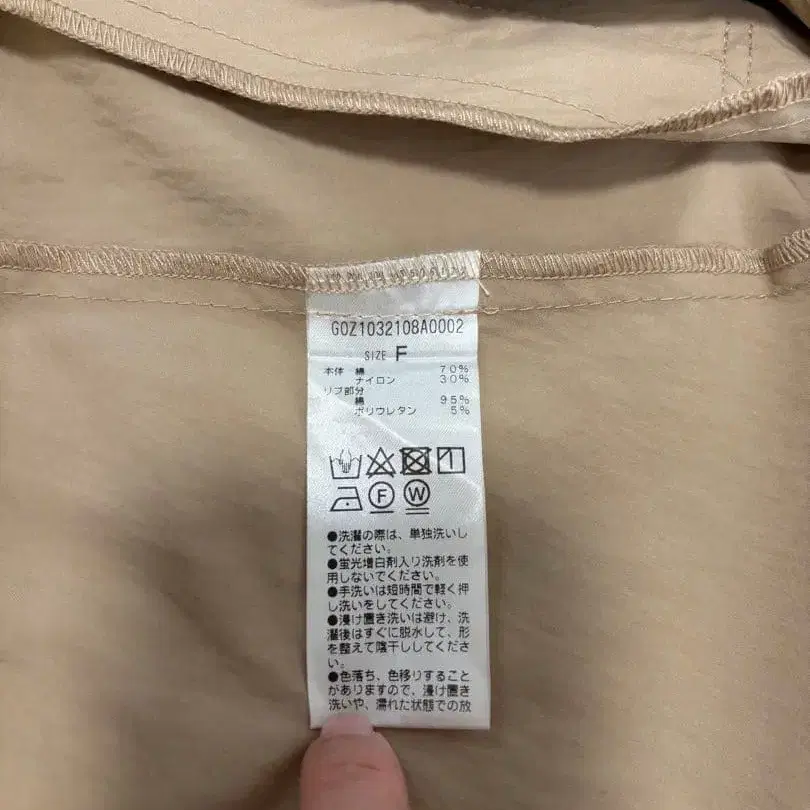 G0Z1032108A0002
SIZE F
本体 綿 70%
ナイロン 30%
リブ部分
綿 95%
ポリウレタン 5%
F W
●洗濯の際は、単独洗いし
てください。
●蛍光増白剤入り洗剤を使
用しないでください。
●手洗いは短時間で軽く押
し洗いをしてください。
●浸け置き洗いは避け、洗
濯後はすぐに脱水して、形
を整えて陰干ししてくださ
い。
●色落ち、色移りすること
がありますので、浸け置き
洗いや、濡れた状態での放